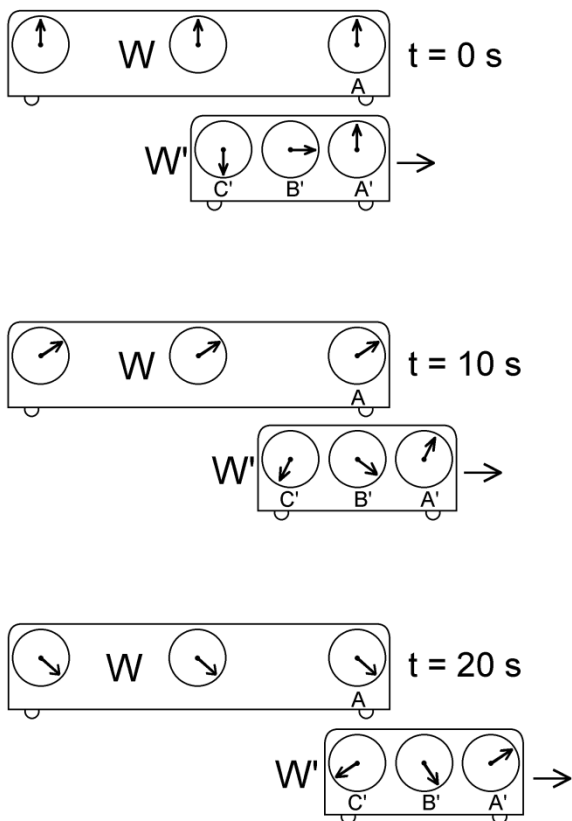 W t = 0 s
A
W'
C' B' A'
W t = 10 s
A
W'
C' B' A'
W t = 20 s
A
W'
C' B' A'